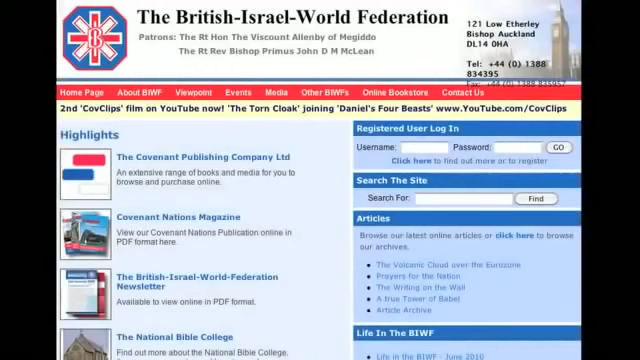 The British-Israel-World Federation
Patrons: The Rt Hon The Viscount Allenby of Megiddo
The Rt Rev Bishop Primus John D M McLean
121 Low Etherley
Bishop Auckland
DL14 0HA
Tel: +44 (0) 1388
834395
Fax: +44 (0) 1388 835957
Home Page About BIWF Viewpoint Events Media Other BIWFs Online Bookstore Contact Us
2nd 'CovClips' film on YouTube now! 'The Torn Cloak' joining 'Daniel's Four Beasts' www.YouTube.com/CovClips
Highlights
The Covenant Publishing Company Ltd
An extensive range of books and media for you to
browse and purchase online.
Covenant Nations Magazine
View our Covenant Nations Publication online in
PDF format here.
The British-Israel-World-Federation
Newsletter
Available to view online in PDF format.
The National Bible College
Find out more about the National Bible College.
Registered User Log In
Username: Password: GO
Click here to find out more or to register
Search The Site
Search For: Find
Articles
Browse our latest online articles or click here to browse
our archives.
The Volcanic Cloud over the Eurozone
Prayers for the Nation
The Writing on the Wall
A true Tower of Babel
Article Archive
Life In The BIWF
Life in the BIWF - June 2010